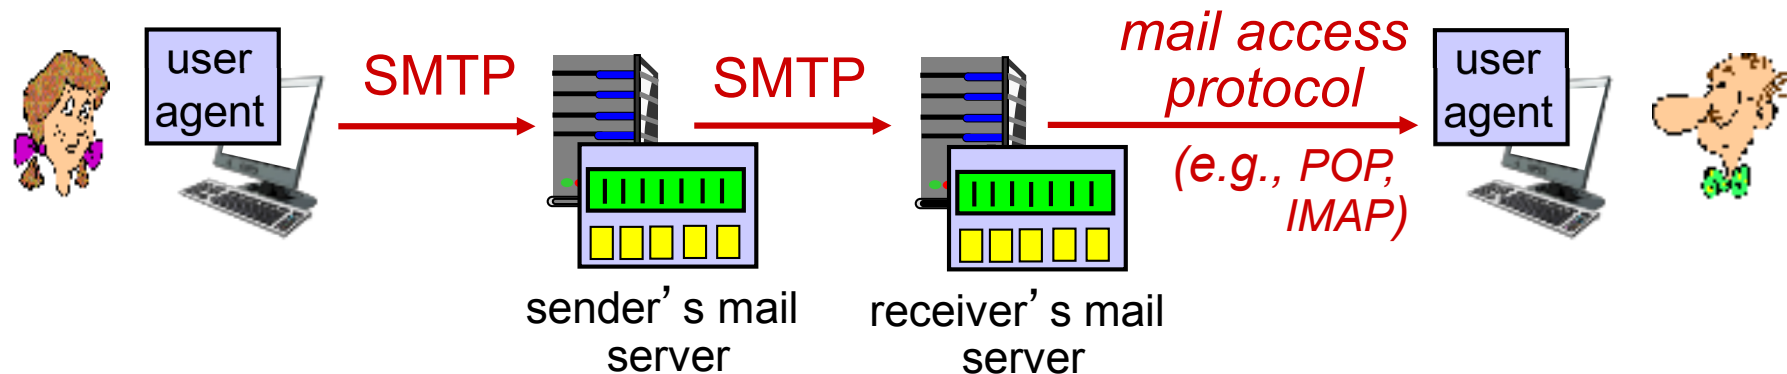 user
agent
SMTP
sender’s mail
server
SMTP
receiver’s mail
server
mail access
protocol
(e.g., POP,
IMAP)
user
agent